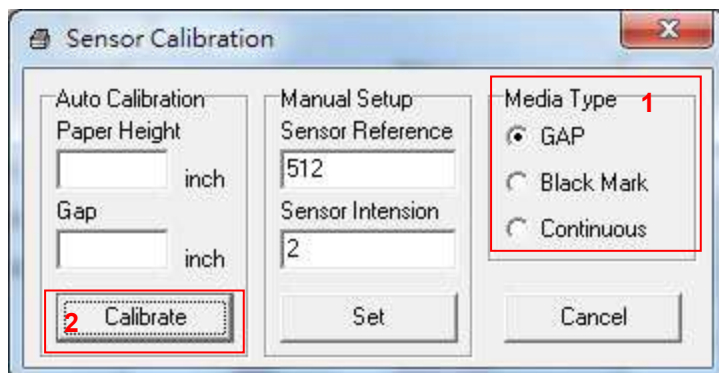 Sensor Calibration
Auto Calibration
Paper Height
inch
Gap
inch
2 Calibrate
Manual Setup
Sensor Reference
512
Sensor Intension
2
Set
Media Type 1
GAP
Black Mark
Continuous
Cancel